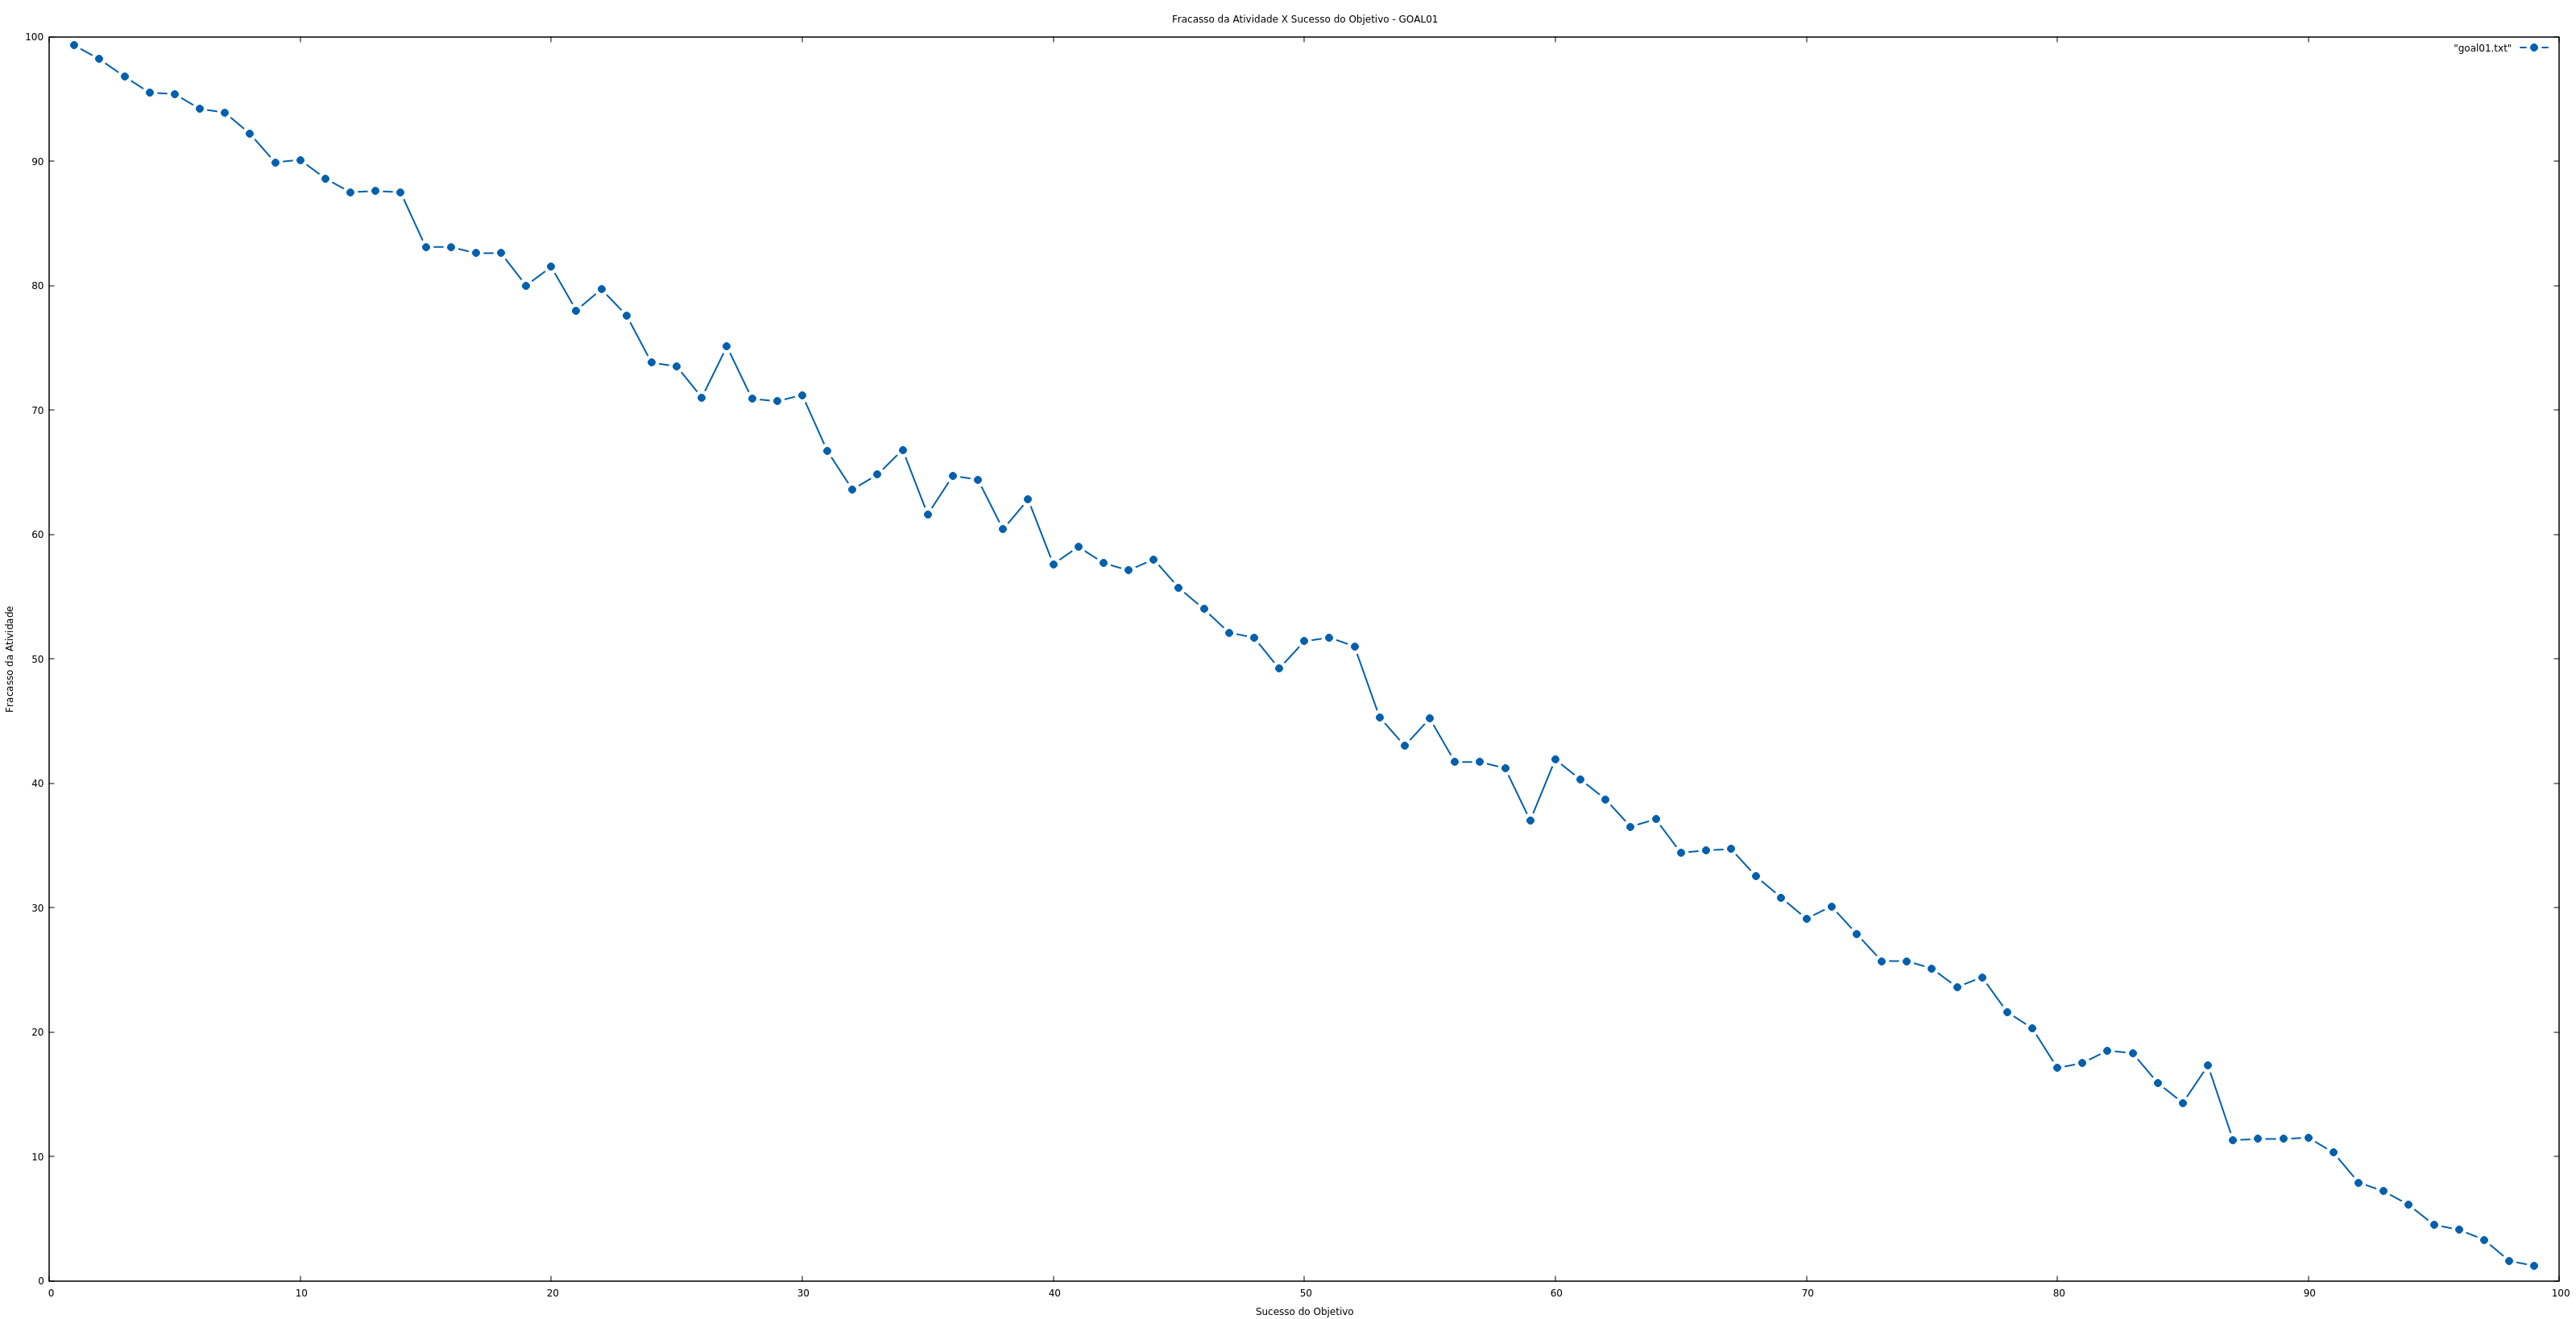 Fracasso da Atividade X Sucesso do Objetivo - GOAL01
"goal01.txt"
100
90
80
70
60
50
40
30
20
10
0
Fracasso da Atividade
0 10 20 30 40 50 60 70 80 90 100
Sucesso do Objetivo